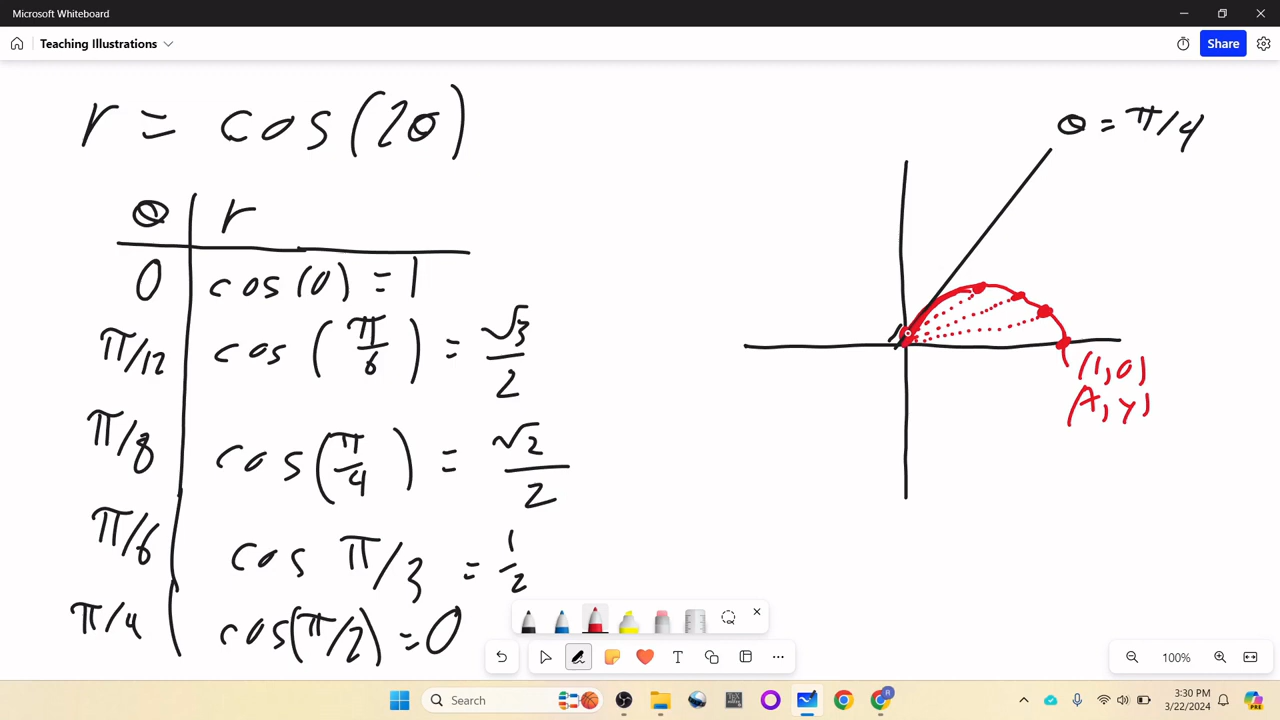 Microsoft Whiteboard
Teaching Illustrations
Share
r = cos(2θ)
θ = π/4
θ r
0 cos(0) = 1
π/12 cos(π/6) = √3/2
(1,0)
(x,y)
π/8 cos(π/4) = √2/2
π/6 cos π/3 = 1/2
π/4 cos(π/2) = 0
100%
Search
3:30 PM
3/22/2024